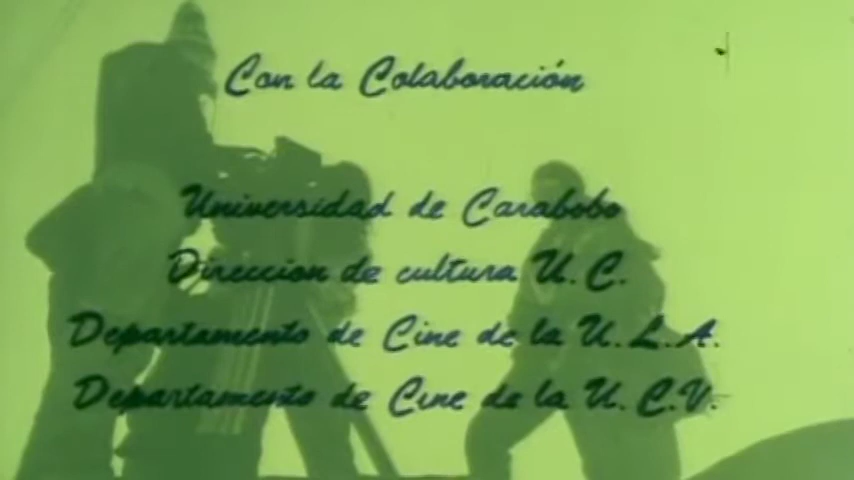 Con la Colaboración
Universidad de Carabobo
Direccion de cultura U. C.
Departamento de Cine de la U. L. A.
Departamento de Cine de la U. C.V.